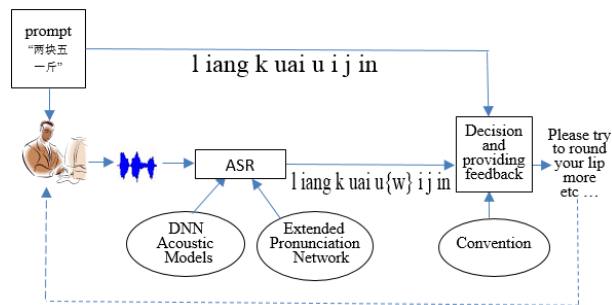 prompt
“两块五
一斤”
l iang k uai u i j in
ASR
l iang k uai u{w} i j in
Decision
and
providing
feedback
Please try
to round
your lip
more
etc ...
DNN
Acoustic
Models
Extended
Pronunciation
Network
Convention